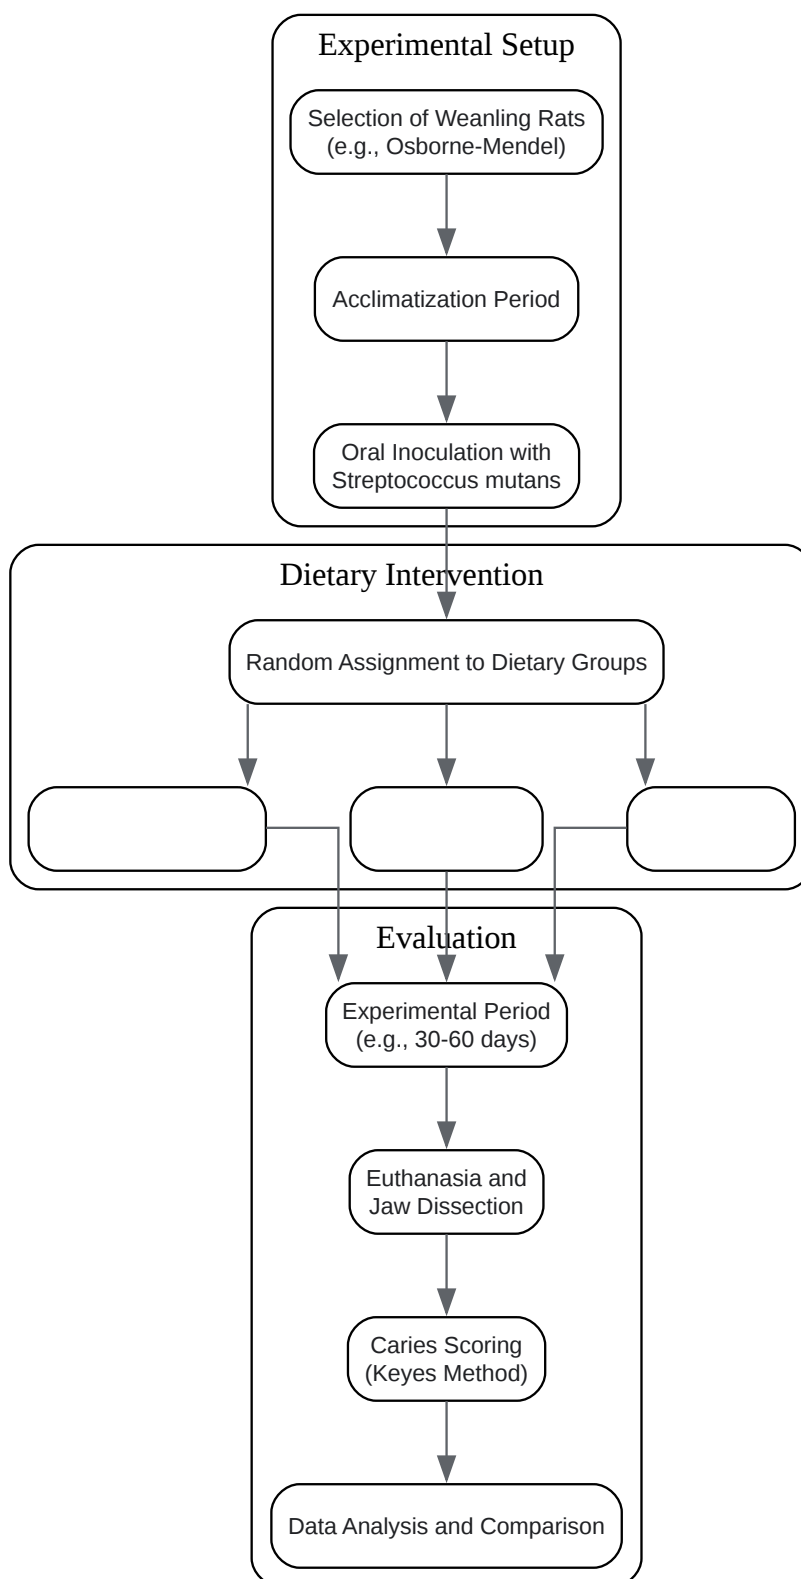 Experimental Setup
Selection of Weanling Rats
(e.g., Osborne-Mendel)
Acclimatization Period
Oral Inoculation with
Streptococcus mutans
Dietary Intervention
Random Assignment to Dietary Groups
Evaluation
Experimental Period
(e.g., 30-60 days)
Euthanasia and
Jaw Dissection
Caries Scoring
(Keyes Method)
Data Analysis and Comparison